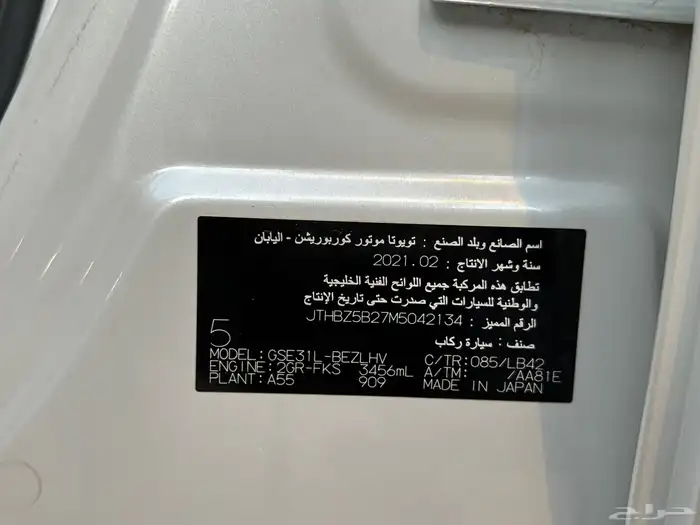 اسم الصانع وبلد الصنع : تويوتا موتور كوربوريشن - اليابان
سنة وشهر الانتاج : 2021.02
تطابق هذه المركبة جميع اللوائح الفنية الخليجية
والوطنية للسيارات التي صدرت حتى تاريخ الإنتاج
الرقم المميز : JTHBZ5B27M5042134
صنف : سيارة ركاب
5
MODEL:GSE31L-BEZLHV C/TR:085/LB42
ENGINE:2GR-FKS 3456mL A/TM: /AA81E
PLANT:A55 909 MADE IN JAPAN
حراج